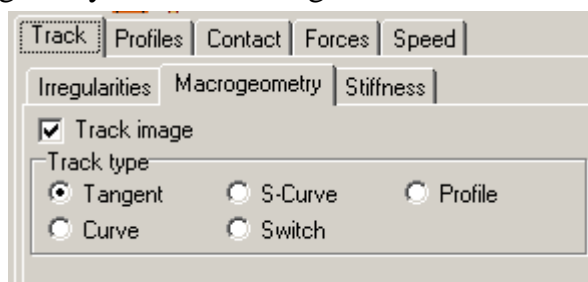 Track Profiles Contact Forces Speed
Irregularities Macrogeometry Stiffness
Track image
Track type
Tangent S-Curve Profile
Curve Switch